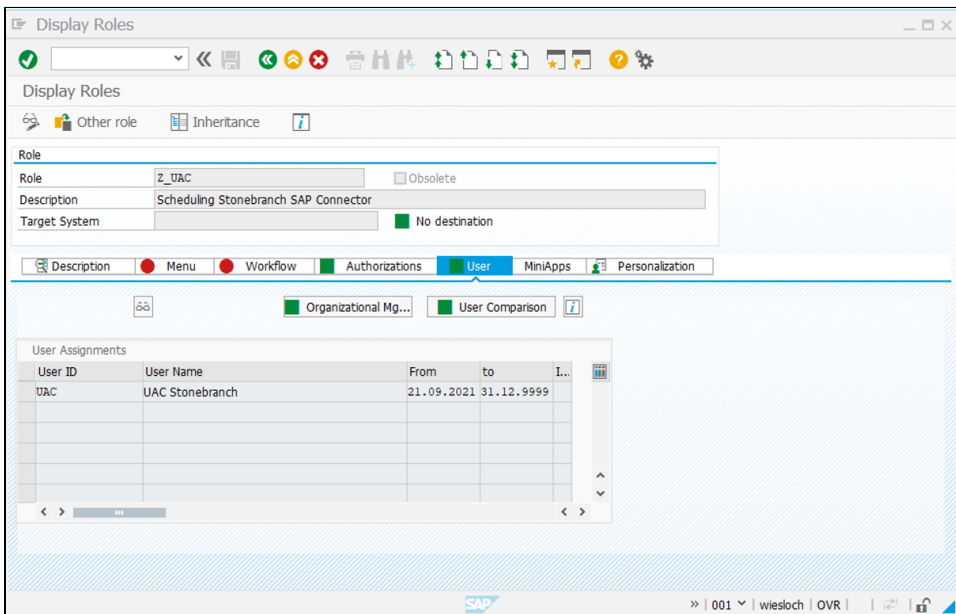 Display Roles
Display Roles
Other role Inheritance
Role
Role Z_UAC Obsolete
Description Scheduling Stonebranch SAP Connector
Target System No destination
Description Menu Workflow Authorizations User MiniApps Personalization
Organizational Mg... User Comparison
User Assignments
User ID User Name From to I...
UAC UAC Stonebranch 21.09.2021 31.12.9999
SAP » | 001 | wiesloch | OVR |